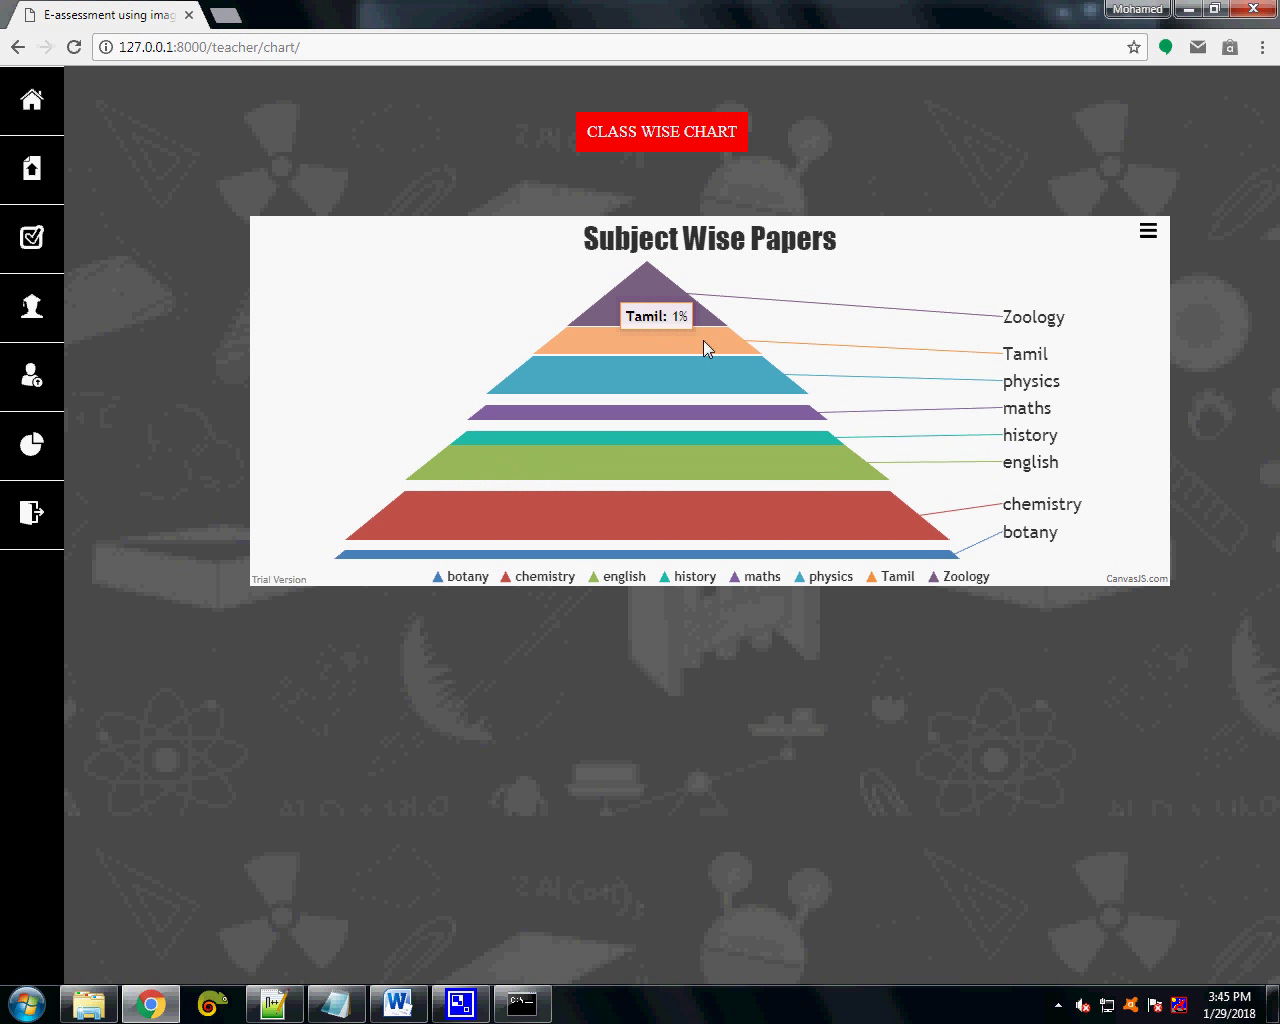 E-assessment using imag
Mohamed
127.0.0.1:8000/teacher/chart/
CLASS WISE CHART
Subject Wise Papers
Zoology
Tamil: 1%
Tamil
physics
maths
history
english
chemistry
botany
botany chemistry english history maths physics Tamil Zoology
Trial Version
CanvasJS.com
3:45 PM
1/29/2018